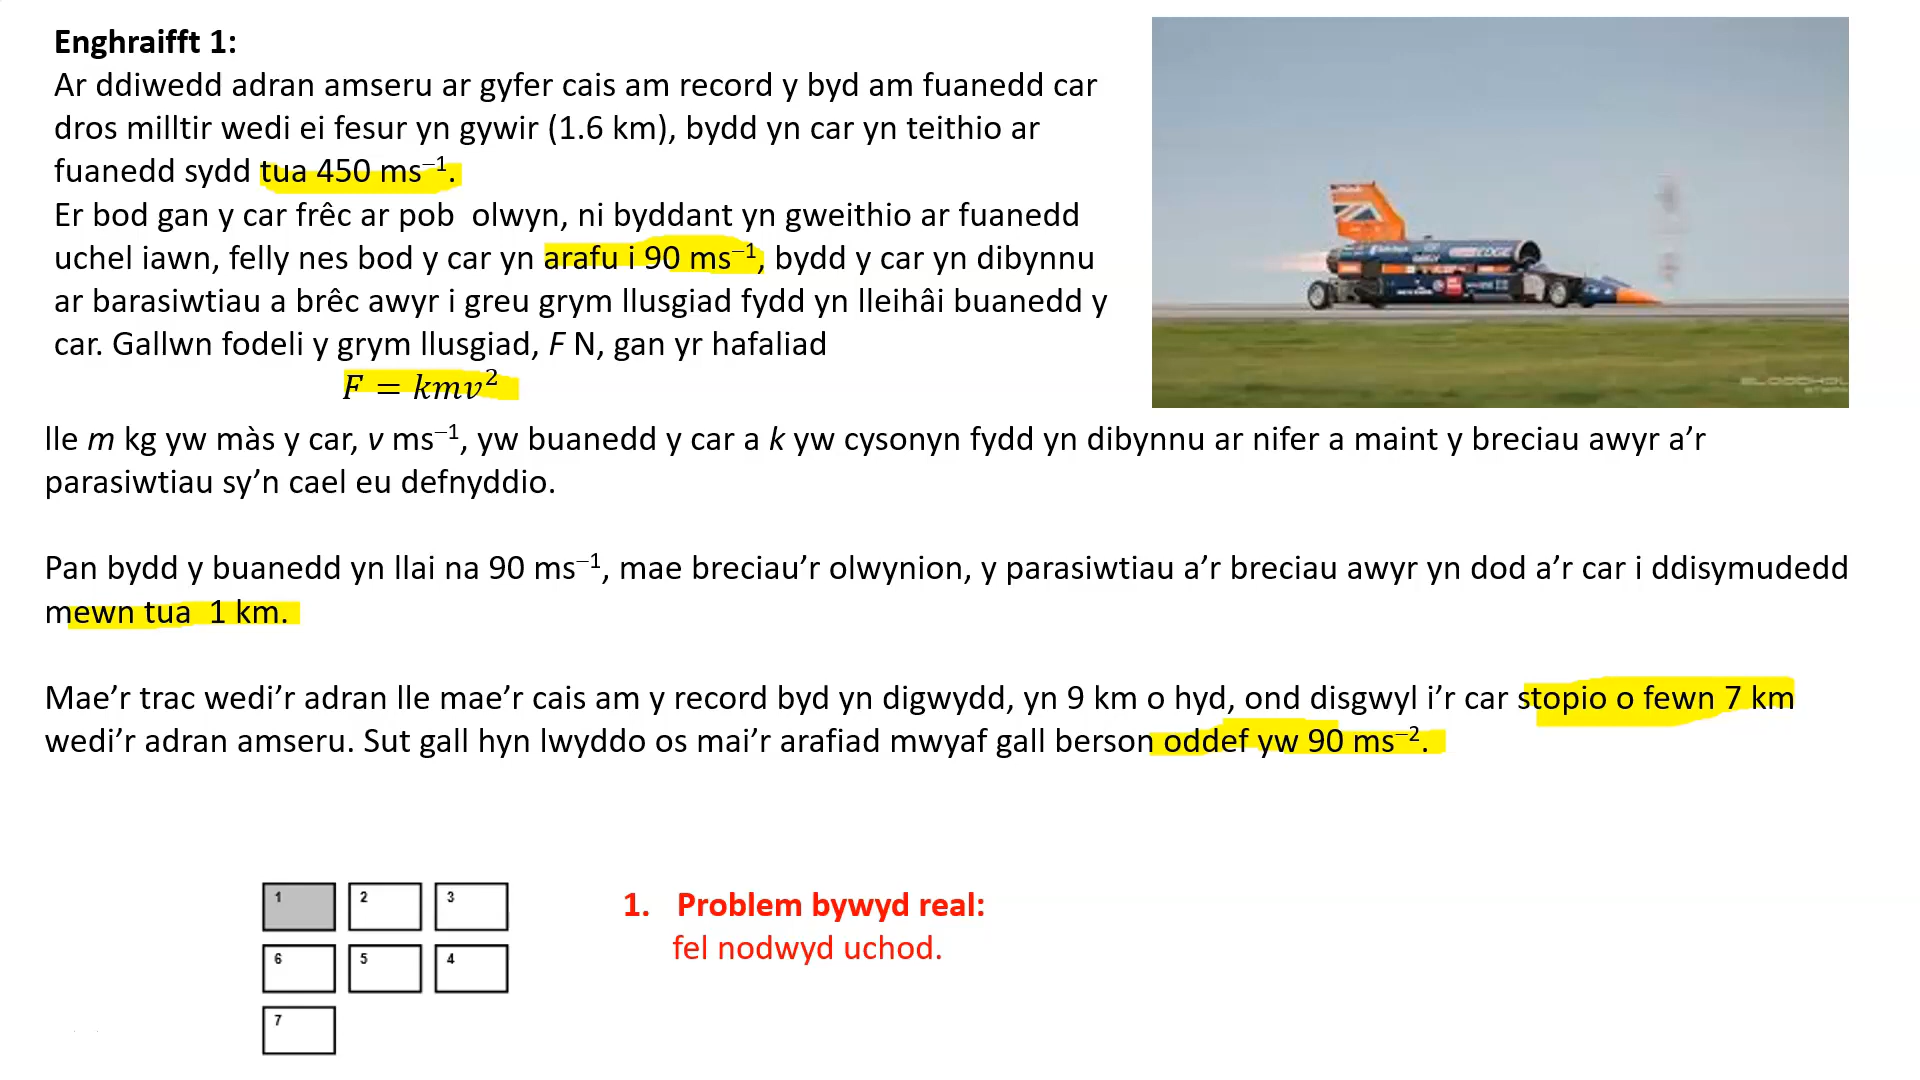 Enghraifft 1:
Ar ddiwedd adran amseru ar gyfer cais am record y byd am fuanedd car
dros milltir wedi ei fesur yn gywir (1.6 km), bydd yn car yn teithio ar
fuanedd sydd tua 450 ms⁻¹.
Er bod gan y car frêc ar pob olwyn, ni byddant yn gweithio ar fuanedd
uchel iawn, felly nes bod y car yn arafu i 90 ms⁻¹, bydd y car yn dibynnu
ar barasiwtiau a brêc awyr i greu grym llusgiad fydd yn lleihâi buanedd y
car. Gallwn fodeli y grym llusgiad, F N, gan yr hafaliad
F = kmv²
lle m kg yw màs y car, v ms⁻¹, yw buanedd y car a k yw cysonyn fydd yn dibynnu ar nifer a maint y breciau awyr a’r
parasiwtiau sy’n cael eu defnyddio.
Pan bydd y buanedd yn llai na 90 ms⁻¹, mae breciau’r olwynion, y parasiwtiau a’r breciau awyr yn dod a’r car i ddisymudedd
mewn tua 1 km.
Mae’r trac wedi’r adran lle mae’r cais am y record byd yn digwydd, yn 9 km o hyd, ond disgwyl i’r car stopio o fewn 7 km
wedi’r adran amseru. Sut gall hyn lwyddo os mai’r arafiad mwyaf gall berson oddef yw 90 ms⁻².
1 2 3
6 5 4
7
1. Problem bywyd real:
fel nodwyd uchod.